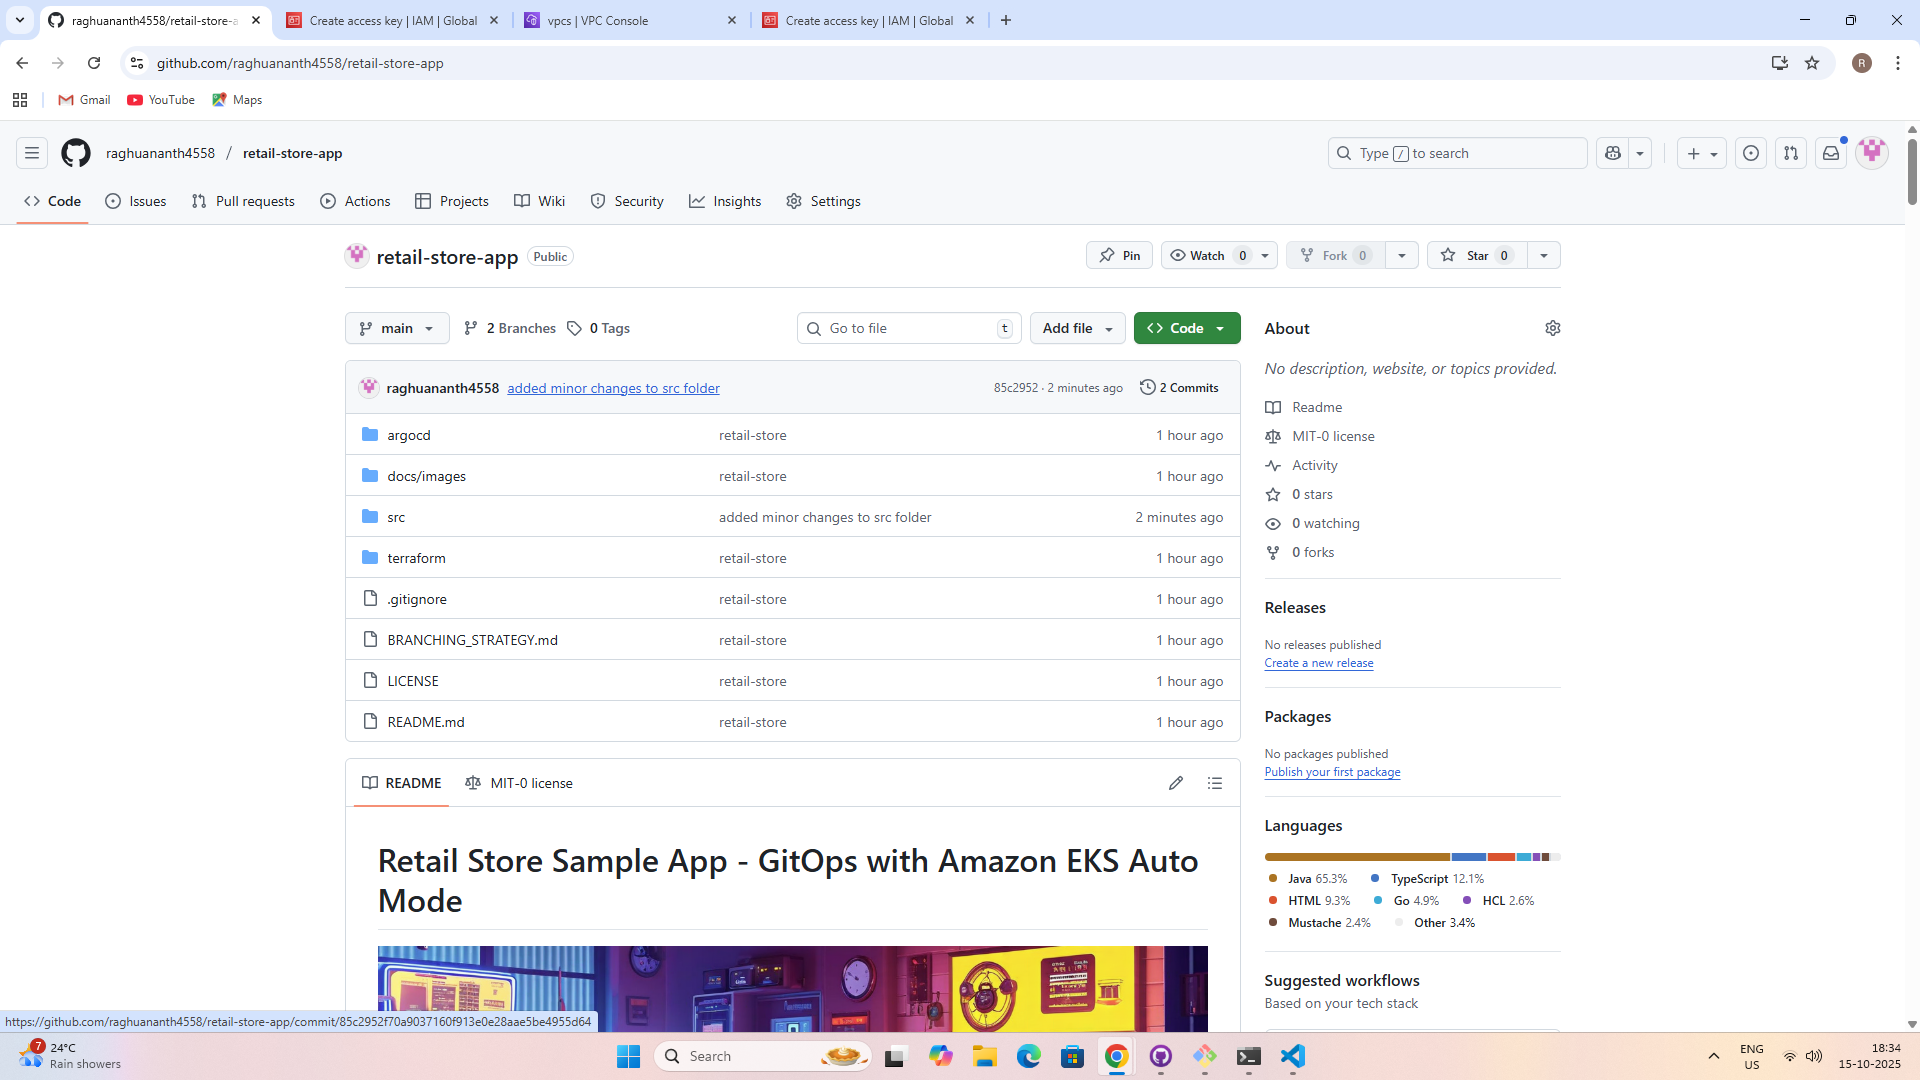 raghuananth4558/retail-store-a
Create access key | IAM | Global
vpcs | VPC Console
Create access key | IAM | Global
github.com/raghuananth4558/retail-store-app
R
Gmail
YouTube
Maps
raghuananth4558 / retail-store-app
Type / to search
Code
Issues
Pull requests
Actions
Projects
Wiki
Security
Insights
Settings
retail-store-app
Public
Pin
Watch 0
Fork 0
Star 0
main
2 Branches
0 Tags
Go to file
t
Add file
Code
raghuananth4558 added minor changes to src folder 85c2952 · 2 minutes ago 2 Commits
argocd retail-store 1 hour ago
docs/images retail-store 1 hour ago
src added minor changes to src folder 2 minutes ago
terraform retail-store 1 hour ago
.gitignore retail-store 1 hour ago
BRANCHING_STRATEGY.md retail-store 1 hour ago
LICENSE retail-store 1 hour ago
README.md retail-store 1 hour ago
README
MIT-0 license
Retail Store Sample App - GitOps with Amazon EKS Auto
Mode
About
No description, website, or topics provided.
Readme
MIT-0 license
Activity
0 stars
0 watching
0 forks
Releases
No releases published
Create a new release
Packages
No packages published
Publish your first package
Languages
Java 65.3% TypeScript 12.1%
HTML 9.3% Go 4.9% HCL 2.6%
Mustache 2.4% Other 3.4%
Suggested workflows
Based on your tech stack
https://github.com/raghuananth4558/retail-store-app/commit/85c2952f70a9037160f913e0e28aae5be4955d64
7
24°C
Rain showers
Search
ENG
US
18:34
15-10-2025